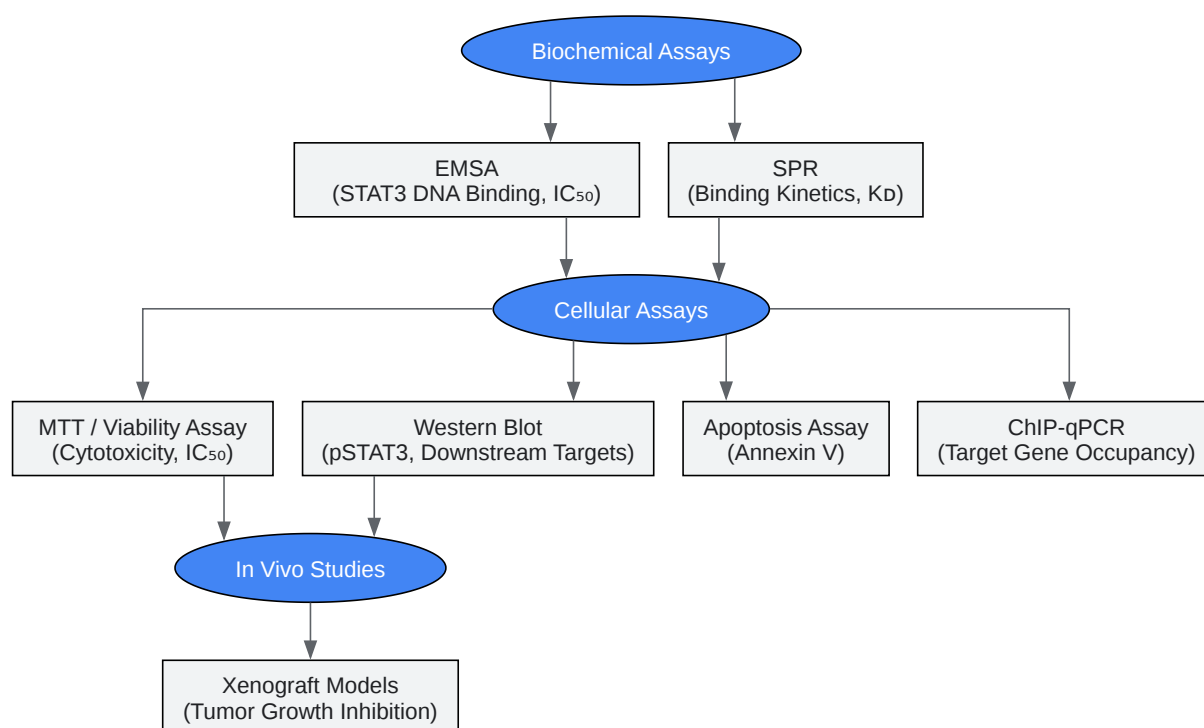 Biochemical Assays
EMSA
(STAT3 DNA Binding, IC₅₀)
SPR
(Binding Kinetics, Kᴅ)
Cellular Assays
MTT / Viability Assay
(Cytotoxicity, IC₅₀)
Western Blot
(pSTAT3, Downstream Targets)
Apoptosis Assay
(Annexin V)
ChIP-qPCR
(Target Gene Occupancy)
In Vivo Studies
Xenograft Models
(Tumor Growth Inhibition)